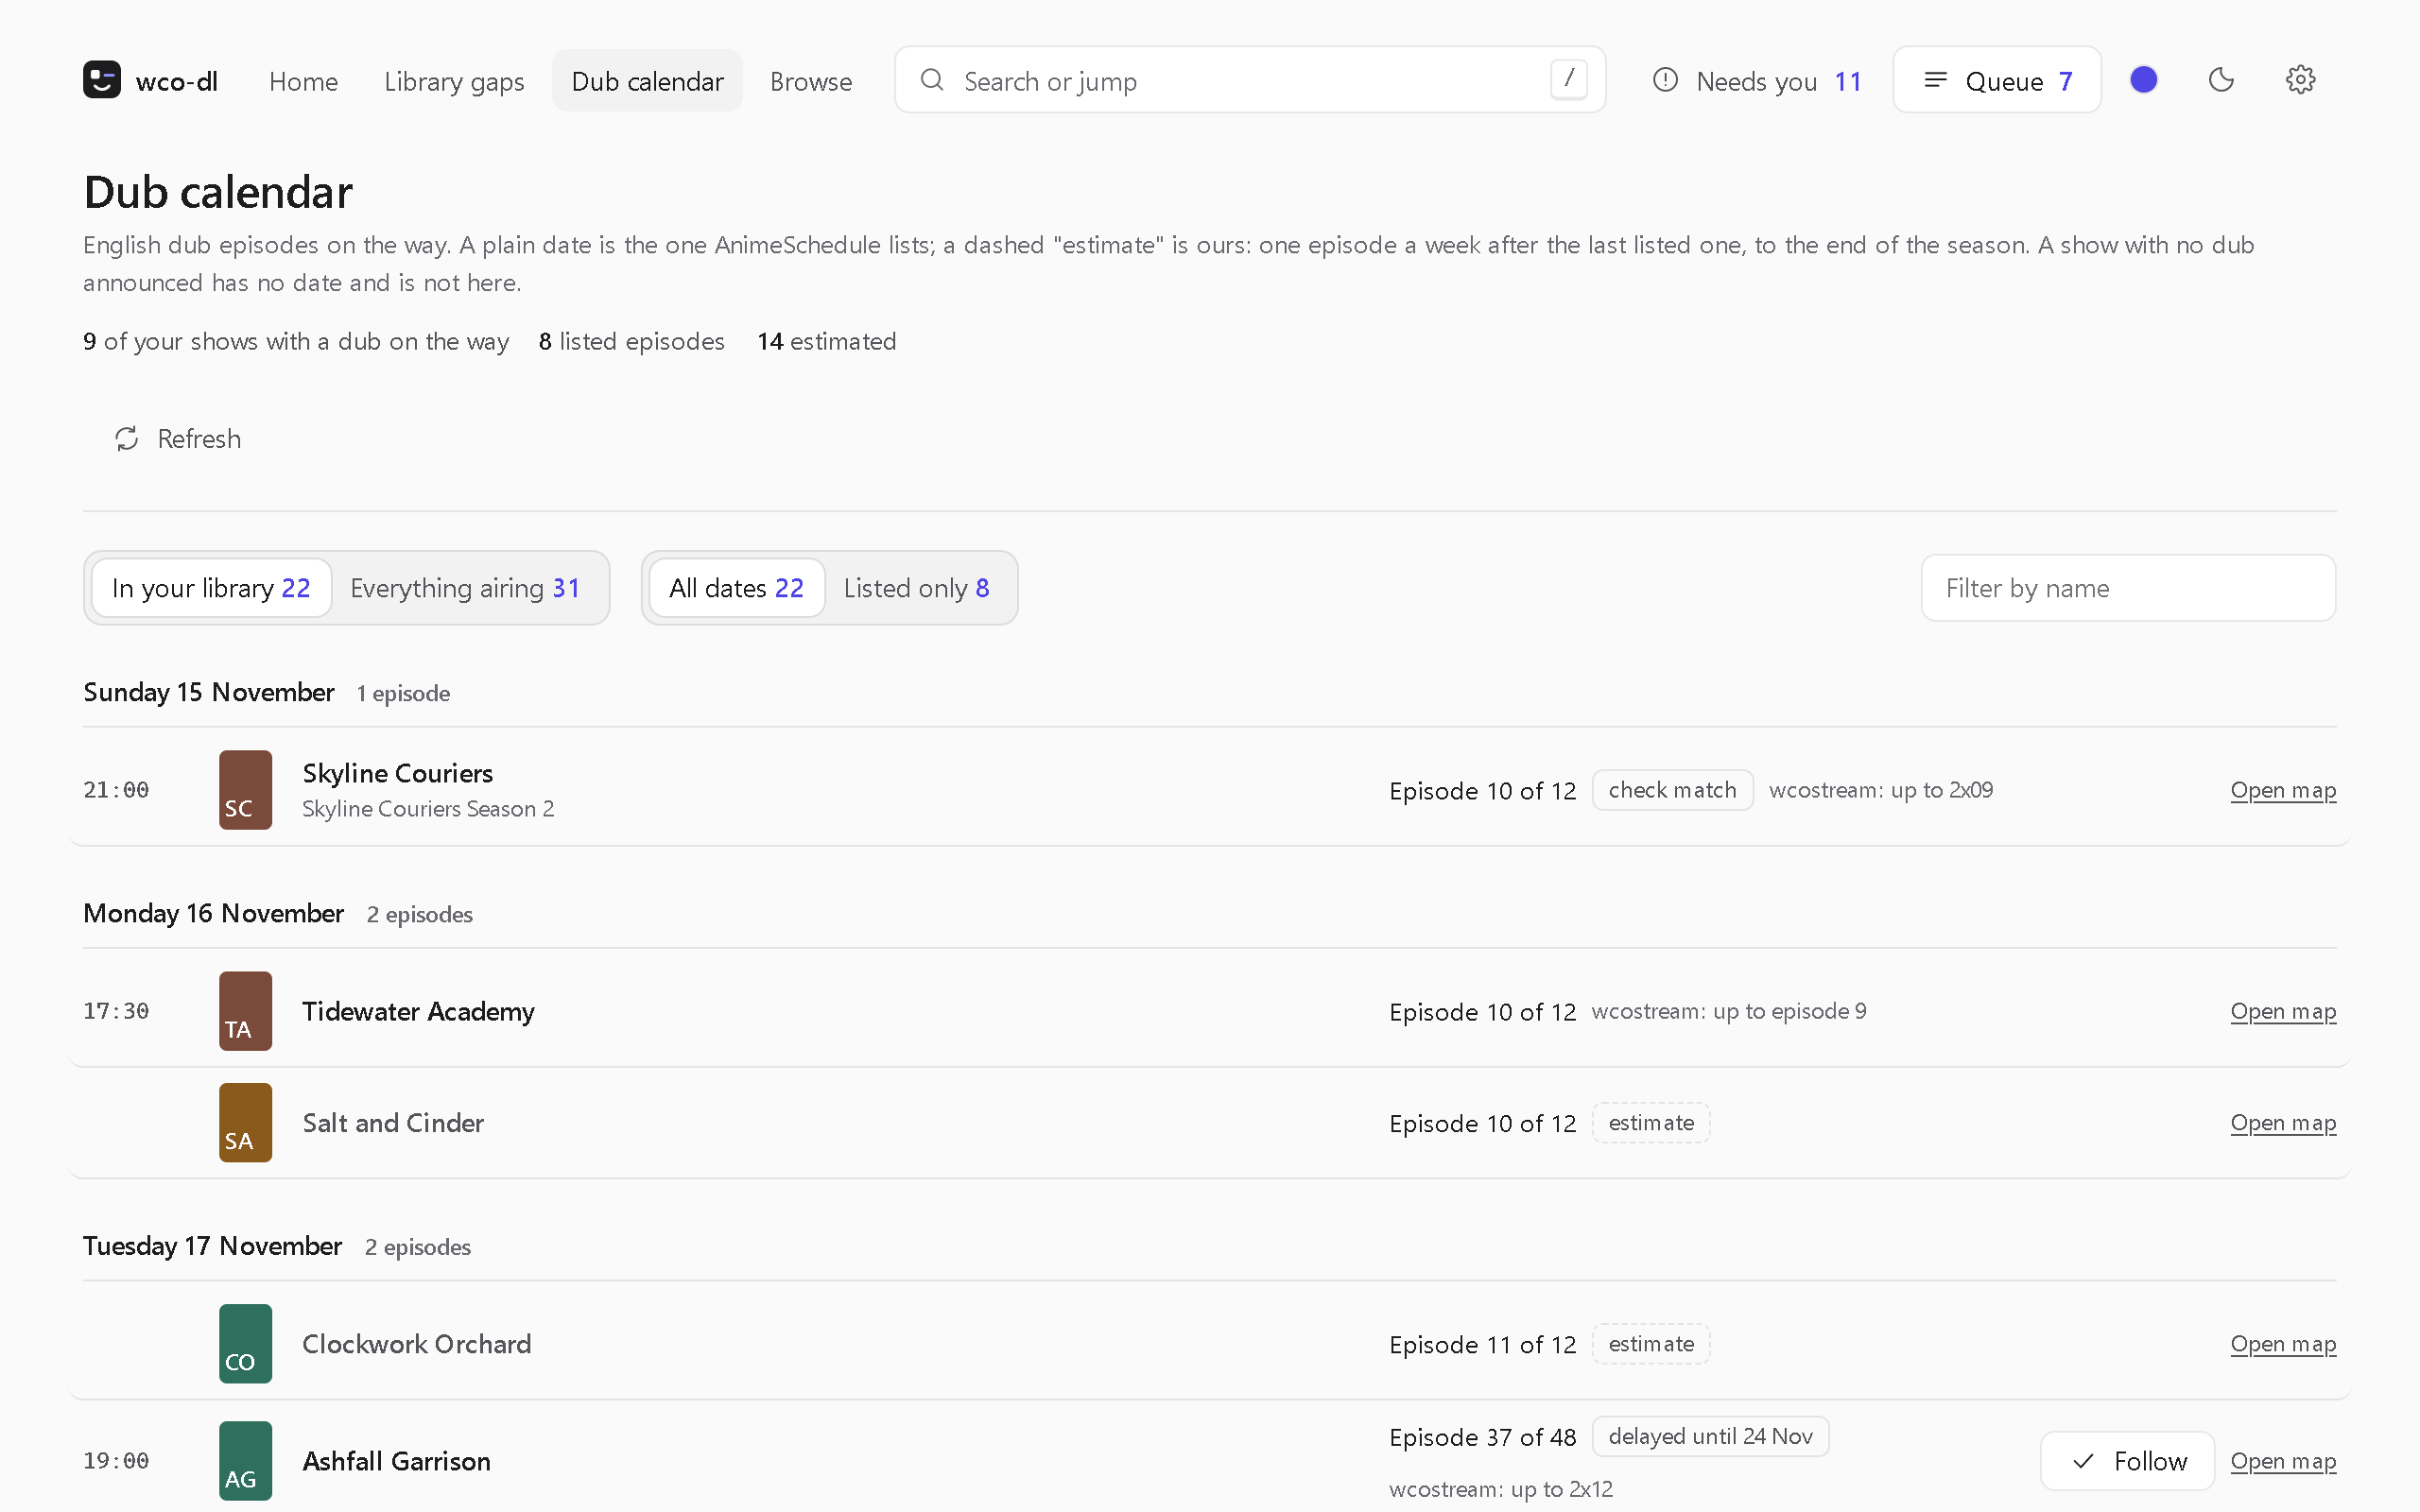 wco-dl Home Library gaps Dub calendar Browse Search or jump / Needs you 11 Queue 7
Dub calendar
English dub episodes on the way. A plain date is the one AnimeSchedule lists; a dashed "estimate" is ours: one episode a week after the last listed one, to the end of the season. A show with no dub
announced has no date and is not here.
9 of your shows with a dub on the way 8 listed episodes 14 estimated
Refresh
In your library 22 Everything airing 31 All dates 22 Listed only 8 Filter by name
Sunday 15 November 1 episode
21:00 SC Skyline Couriers Episode 10 of 12 check match wcostream: up to 2x09 Open map
Skyline Couriers Season 2
Monday 16 November 2 episodes
17:30 TA Tidewater Academy Episode 10 of 12 wcostream: up to episode 9 Open map
SA Salt and Cinder Episode 10 of 12 estimate Open map
Tuesday 17 November 2 episodes
CO Clockwork Orchard Episode 11 of 12 estimate Open map
19:00 AG Ashfall Garrison Episode 37 of 48 delayed until 24 Nov Follow Open map
wcostream: up to 2x12